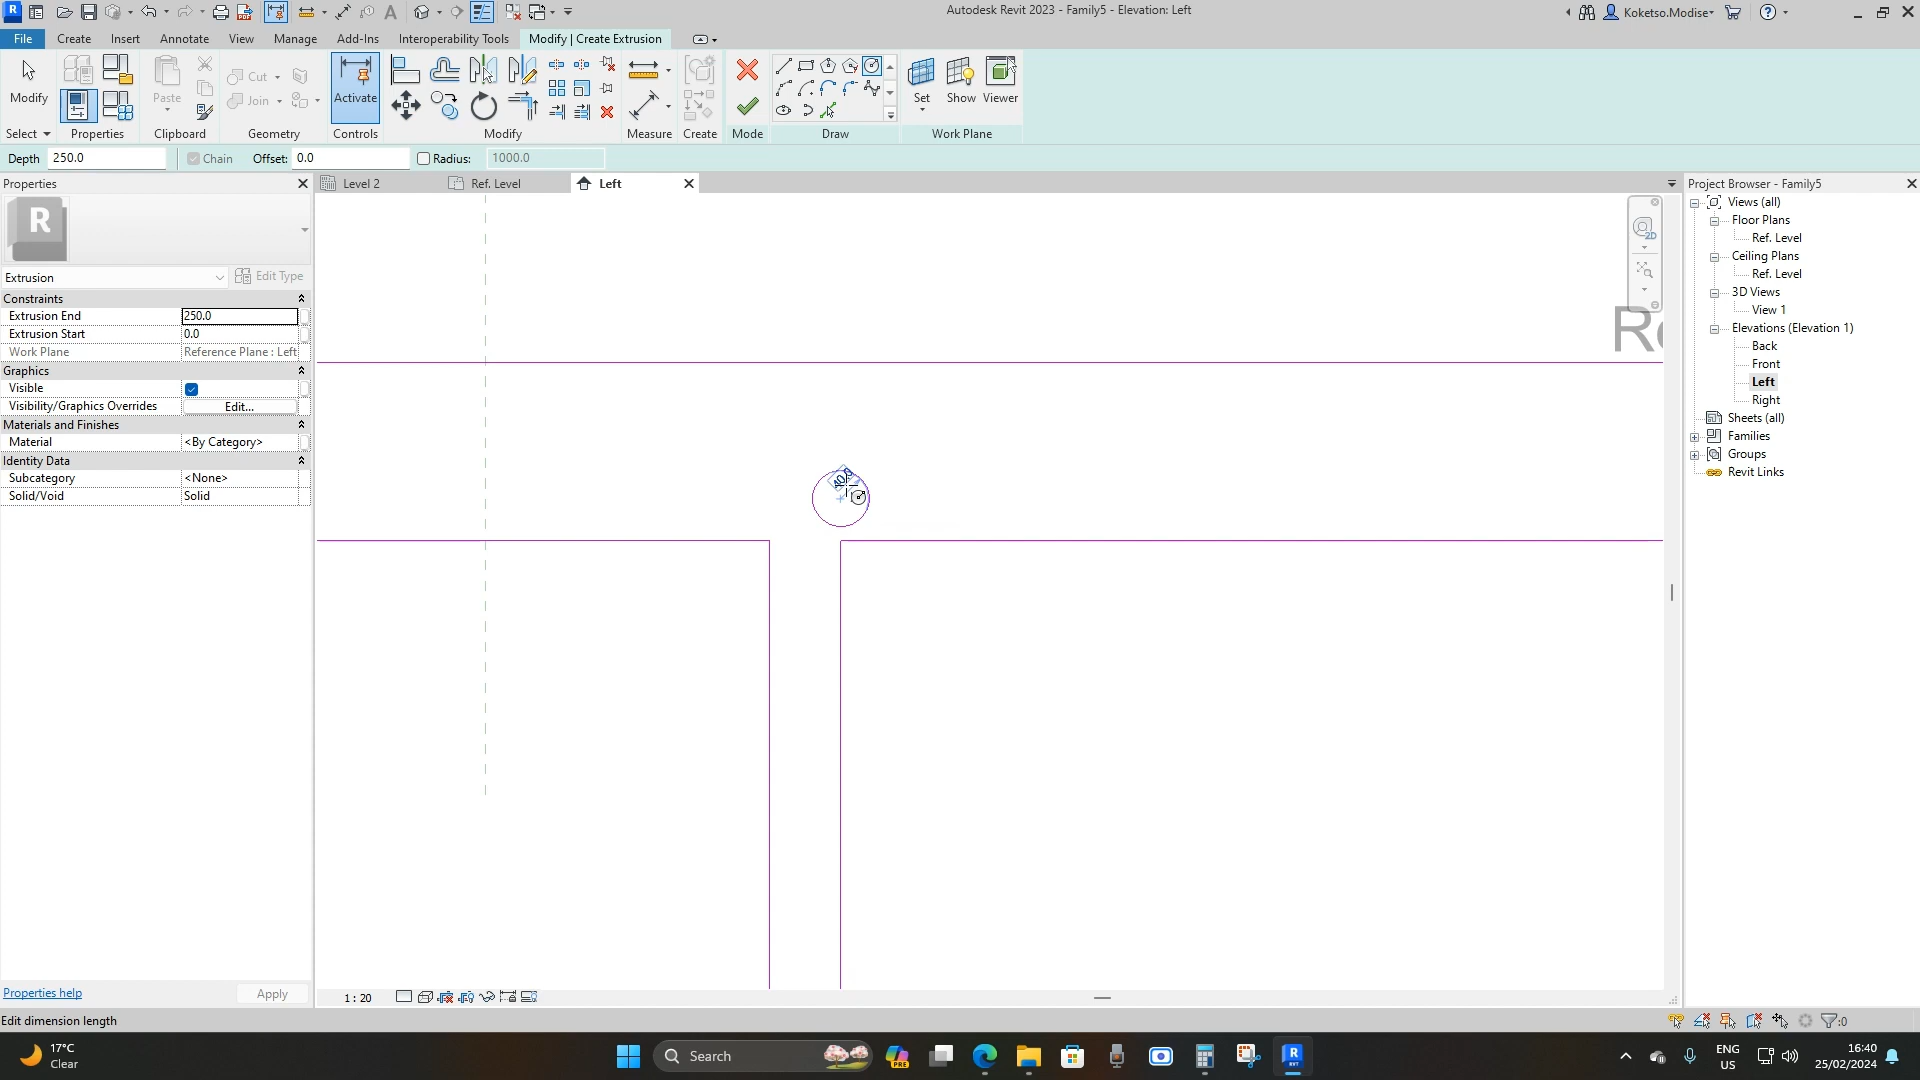 Autodesk Revit 2023 - Family5 - Elevation: Left
Koketso.Modise
File Create Insert Annotate View Manage Add-Ins Interoperability Tools Modify | Create Extrusion
Modify
Paste
Cut
Join
Activate
Set
Show
Viewer
Select Properties Clipboard Geometry Controls Modify Measure Create Mode Draw Work Plane
Depth 250.0 Chain Offset: 0.0 Radius: 1000.0
Properties
Level 2 Ref. Level Left
Project Browser - Family5
R
Extrusion Edit Type
Constraints
Extrusion End 250.0
Extrusion Start 0.0
Work Plane Reference Plane : Left
Graphics
Visible
Visibility/Graphics Overrides Edit...
Materials and Finishes
Material <By Category>
Identity Data
Subcategory <None>
Solid/Void Solid
2D
Views (all)
Floor Plans
Ref. Level
Ceiling Plans
Ref. Level
3D Views
View 1
Elevations (Elevation 1)
Back
Front
Left
Right
Sheets (all)
Families
Groups
Revit Links
Properties help Apply
1 : 20
Edit dimension length
:0
17°C
Clear
Search
PRE
R
RVT
ENG
US
16:40
25/02/2024